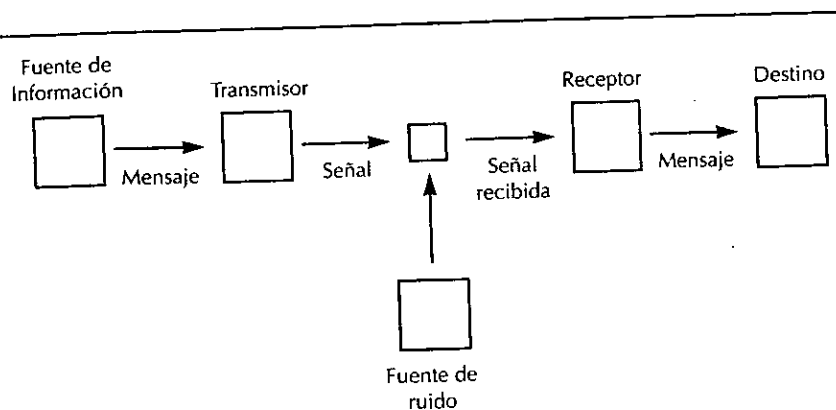 Fuente de
Información
Transmisor
Receptor
Destino
Mensaje
Señal
Señal
recibida
Mensaje
Fuente de
ruido